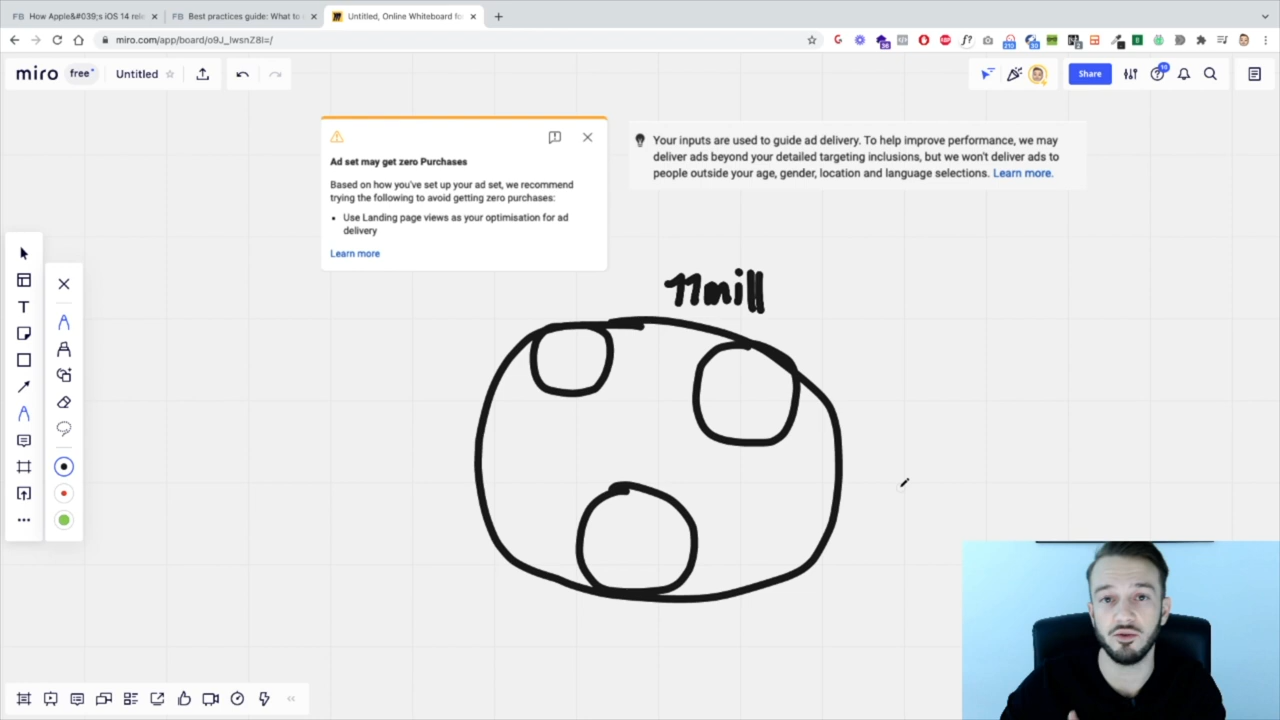 How Apple&#039;s iOS 14 rele
Best practices guide: What to
Untitled, Online Whiteboard fo
miro.com/app/board/o9J_lwsnZ8I=/
miro free Untitled
Share
10
Ad set may get zero Purchases
Based on how you've set up your ad set, we recommend
trying the following to avoid getting zero purchases:
• Use Landing page views as your optimisation for ad
delivery
Learn more
Your inputs are used to guide ad delivery. To help improve performance, we may
deliver ads beyond your detailed targeting inclusions, but we won't deliver ads to
people outside your age, gender, location and language selections. Learn more.
11mill